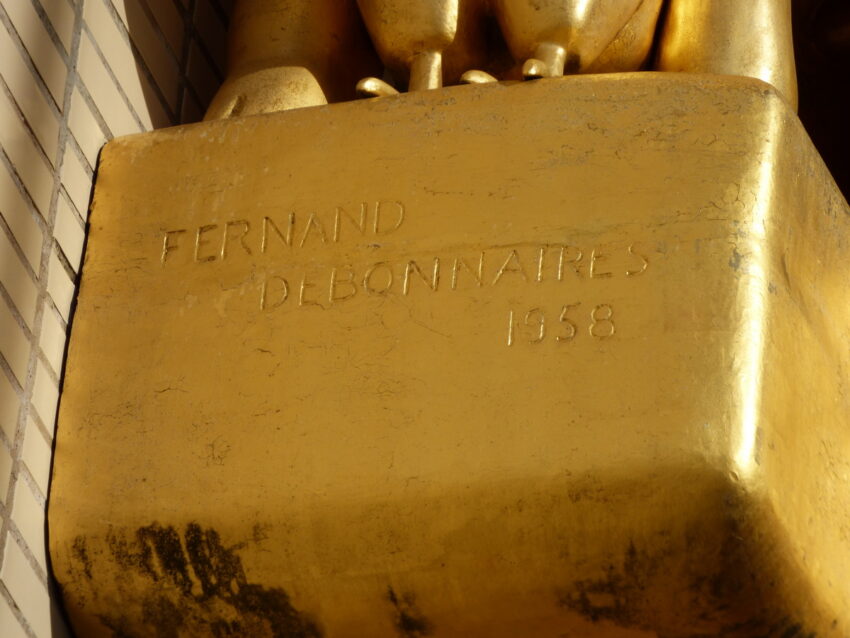 FERNAND
DEBONNAIRES
1958